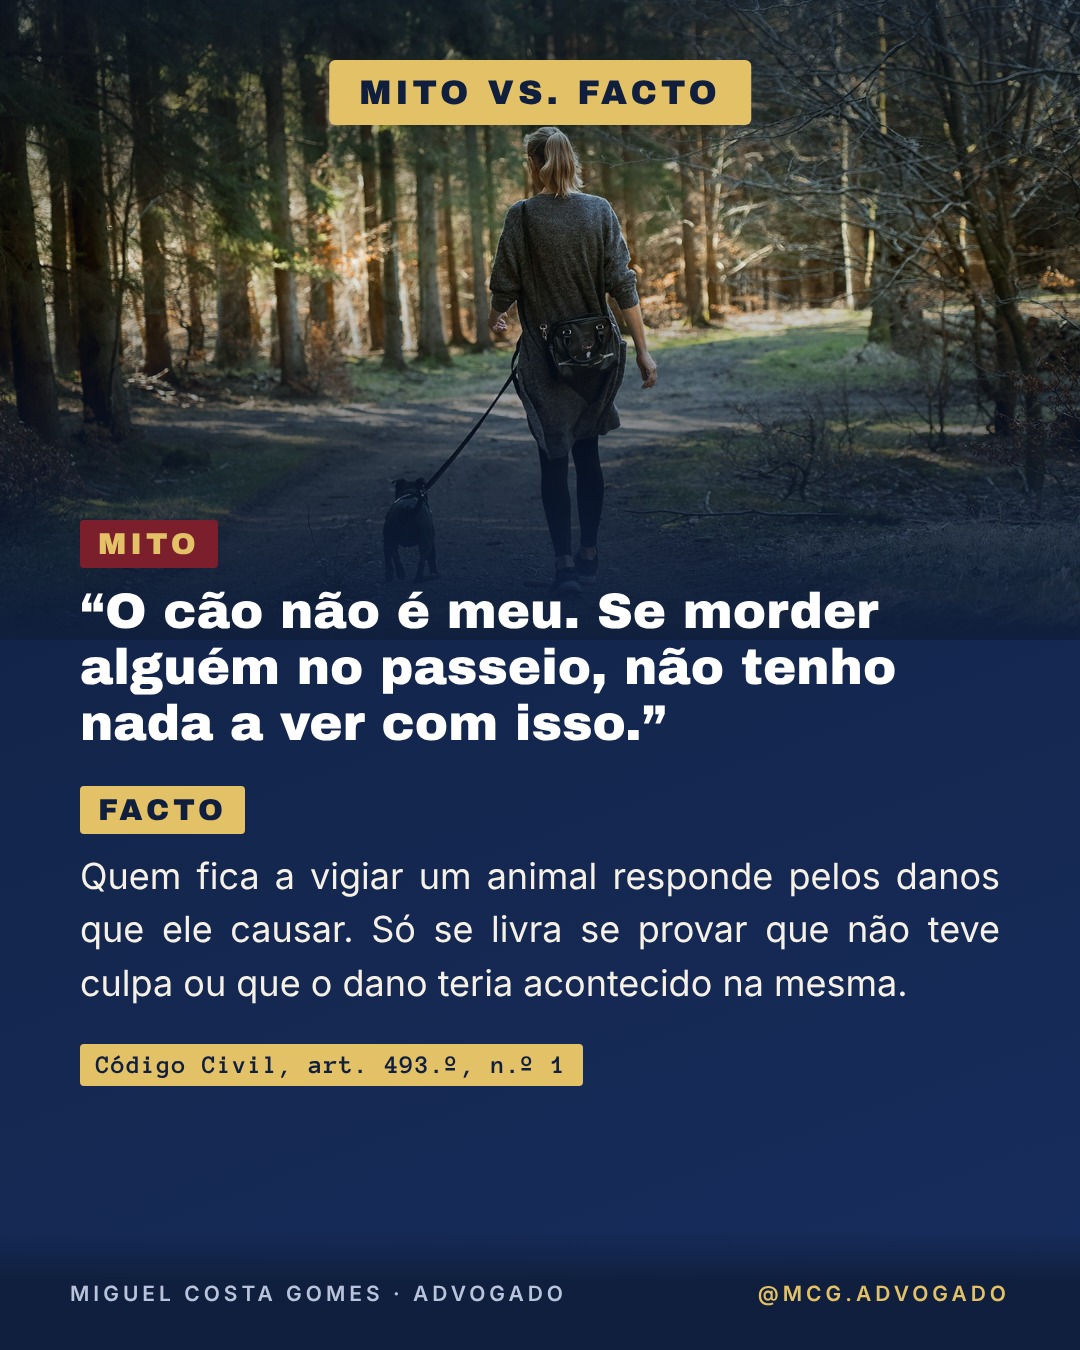 MITO VS. FACTO
MITO
“O cão não é meu. Se morder
alguém no passeio, não tenho
nada a ver com isso.”
FACTO
Quem fica a vigiar um animal responde pelos danos
que ele causar. Só se livra se provar que não teve
culpa ou que o dano teria acontecido na mesma.
Código Civil, art. 493.º, n.º 1
MIGUEL COSTA GOMES · ADVOGADO
@MCG.ADVOGADO